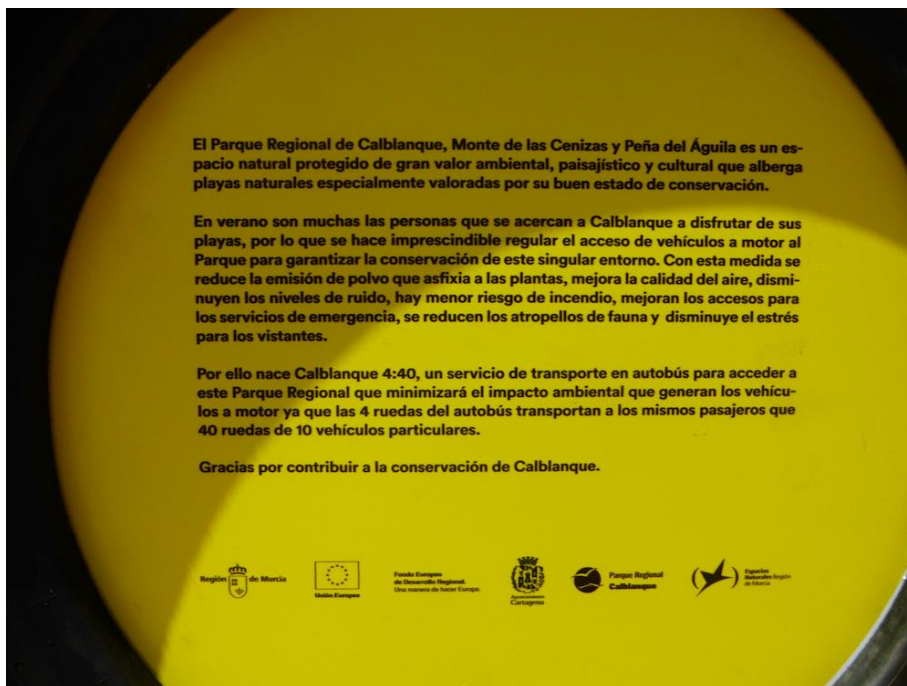 El Parque Regional de Calblanque, Monte de las Cenizas y Peña del Águila es un es-
pacio natural protegido de gran valor ambiental, paisajístico y cultural que alberga
playas naturales especialmente valoradas por su buen estado de conservación.
En verano son muchas las personas que se acercan a Calblanque a disfrutar de sus
playas, por lo que se hace imprescindible regular el acceso de vehículos a motor al
Parque para garantizar la conservación de este singular entorno. Con esta medida se
reduce la emisión de polvo que asfixia a las plantas, mejora la calidad del aire, dismi-
nuyen los niveles de ruido, hay menor riesgo de incendio, mejoran los accesos para
los servicios de emergencia, se reducen los atropellos de fauna y disminuye el estrés
para los vistantes.
Por ello nace Calblanque 4:40, un servicio de transporte en autobús para acceder a
este Parque Regional que minimizará el impacto ambiental que generan los vehícu-
los a motor ya que las 4 ruedas del autobús transportan a los mismos pasajeros que
40 ruedas de 10 vehículos particulares.
Gracias por contribuir a la conservación de Calblanque.
Región de Murcia
Unión Europea
Fondo Europeo
de Desarrollo Regional.
Una manera de hacer Europa.
Ayuntamiento
Cartagena
Parque Regional
Calblanque
Espacios
Naturales Región
de Murcia